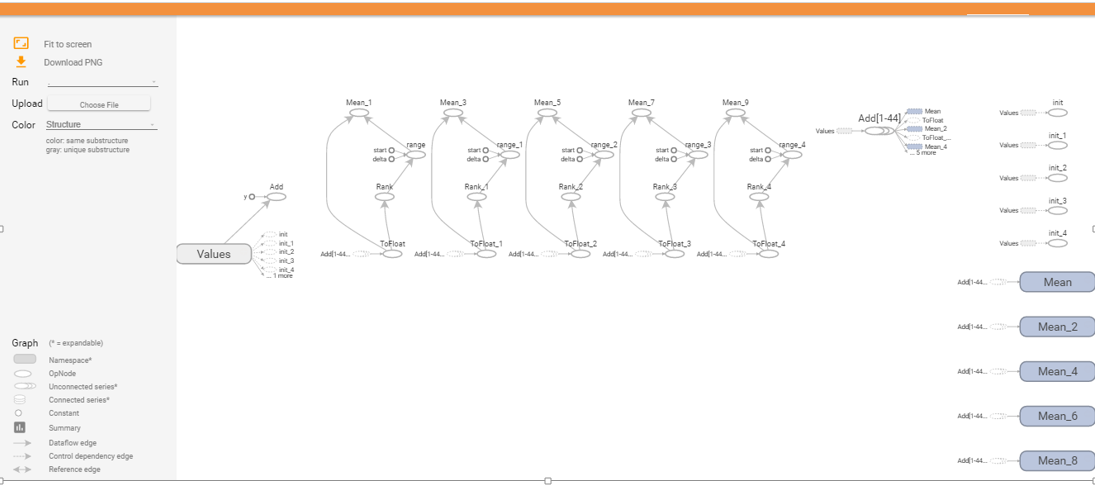 Fit to screen
Download PNG
Run
Upload
Choose File
Color
Structure
color: same substructure
gray: unique substructure
Graph
(* = expandable)
Namespace*
OpNode
Unconnected series*
Connected series*
Constant
Summary
Dataflow edge
Control dependency edge
Reference edge
y
Add
Values
init
init_1
init_2
init_3
init_4
... 1 more
Mean_1
range
start
delta
Rank
ToFloat
Add[1-44...
Mean_3
range_1
start
delta
Rank_1
ToFloat_1
Add[1-44...
Mean_5
range_2
start
delta
Rank_2
ToFloat_2
Add[1-44...
Mean_7
range_3
start
delta
Rank_3
ToFloat_3
Add[1-44...
Mean_9
range_4
start
delta
Rank_4
ToFloat_4
Add[1-44...
Values
Add[1-44]
Mean
ToFloat
Mean_2
ToFloat_...
Mean_4
... 5 more
init
Values
init_1
Values
init_2
Values
init_3
Values
init_4
Values
Add[1-44...
Mean
Add[1-44...
Mean_2
Add[1-44...
Mean_4
Add[1-44...
Mean_6
Add[1-44...
Mean_8